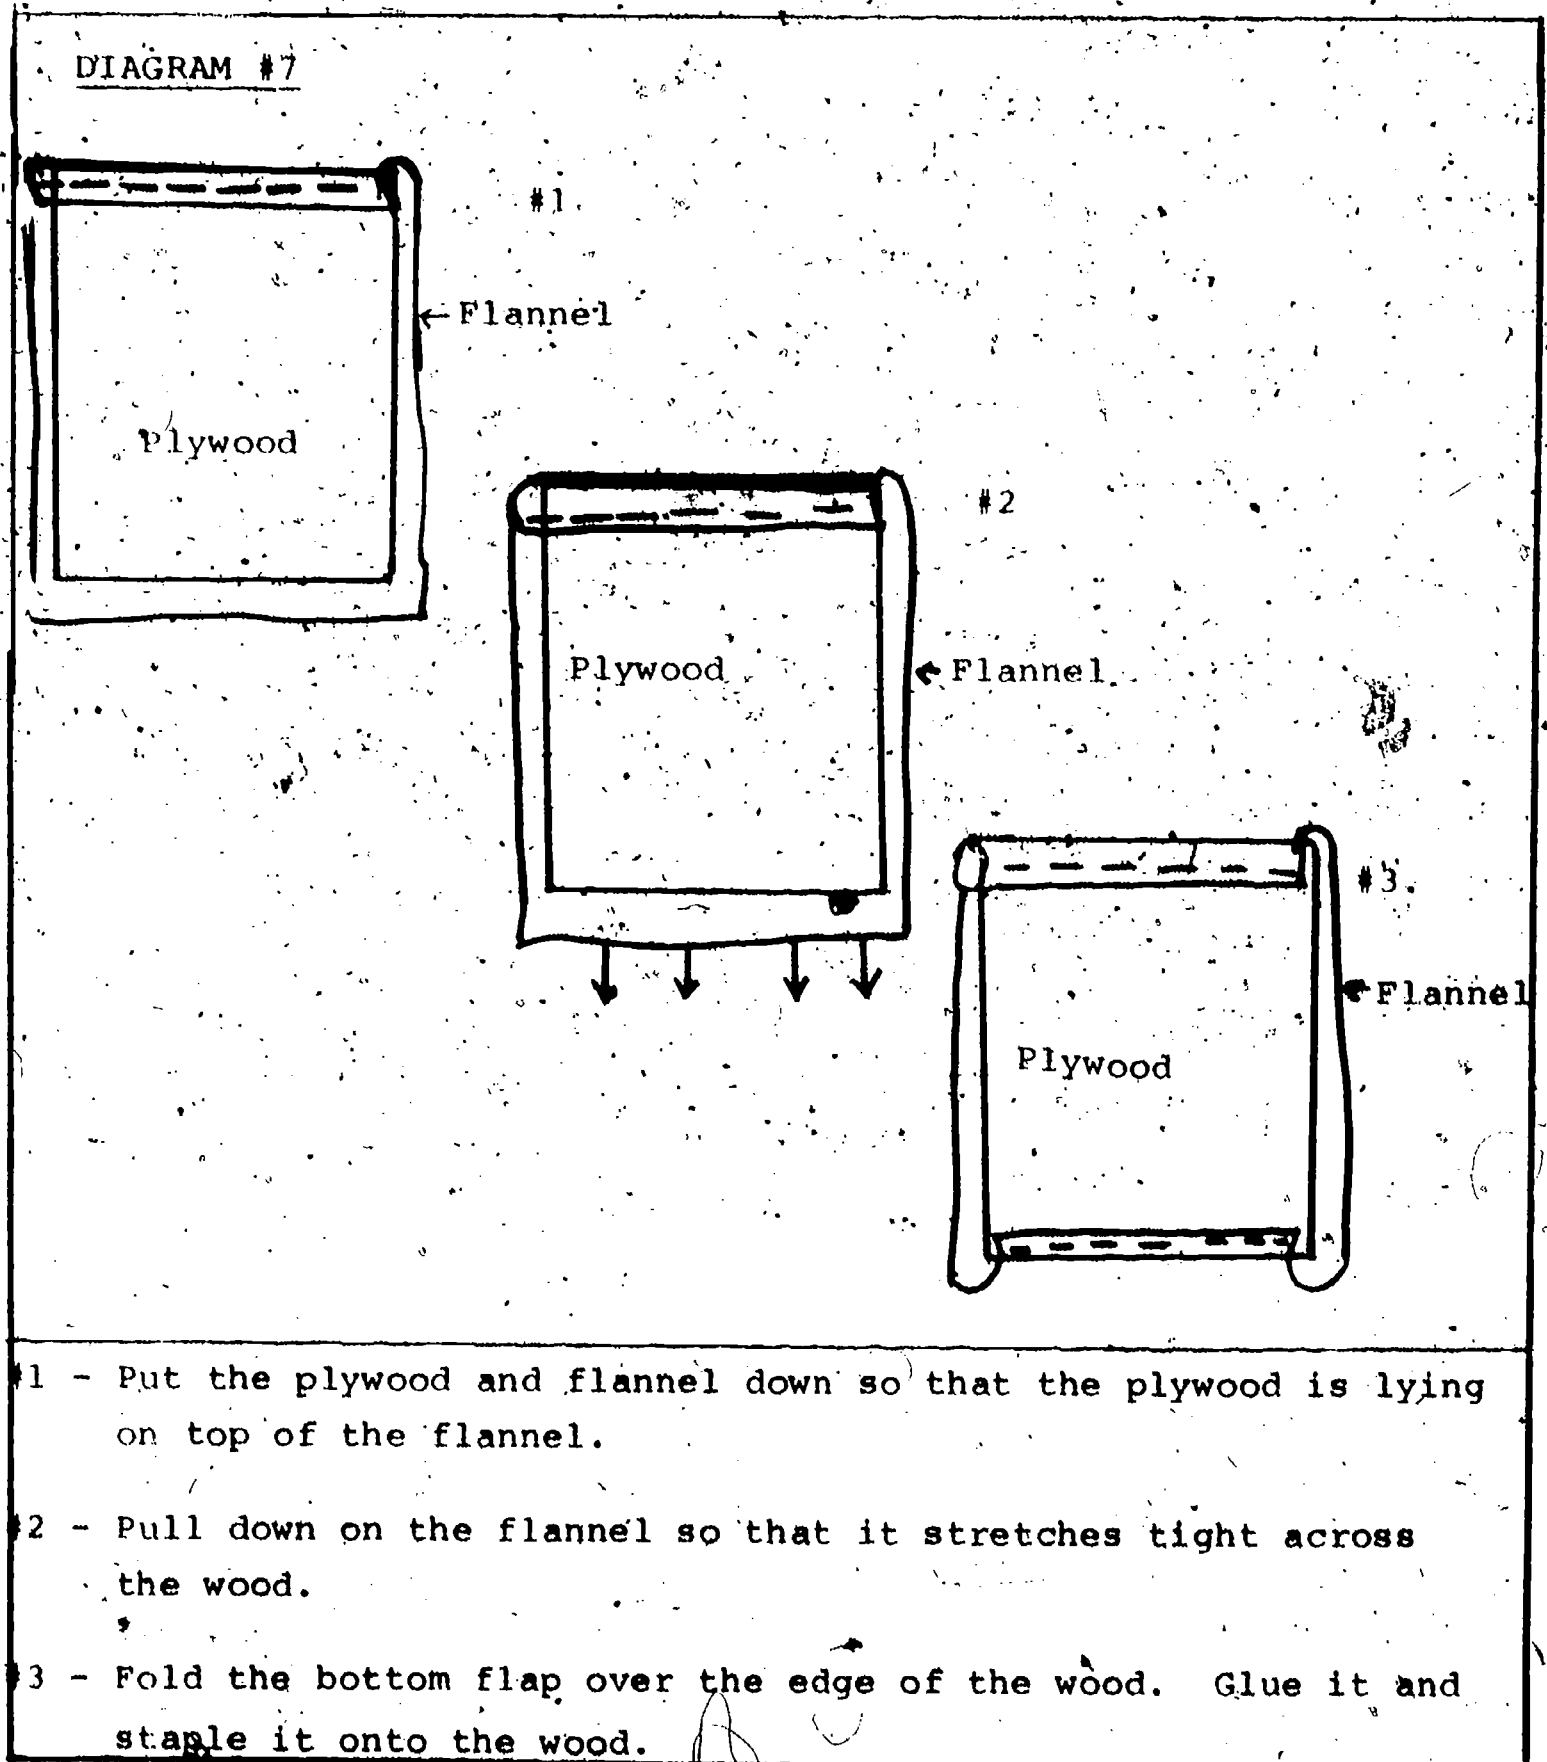 DIAGRAM #7
#1.
←Flannel
Plywood
#2
Plywood
← Flannel
#3.
←Flannel
Plywood
#1 - Put the plywood and flannel down so that the plywood is lying
on top of the flannel.
#2 - Pull down on the flannel so that it stretches tight across
the wood.
#3 - Fold the bottom flap over the edge of the wood. Glue it and
staple it onto the wood.